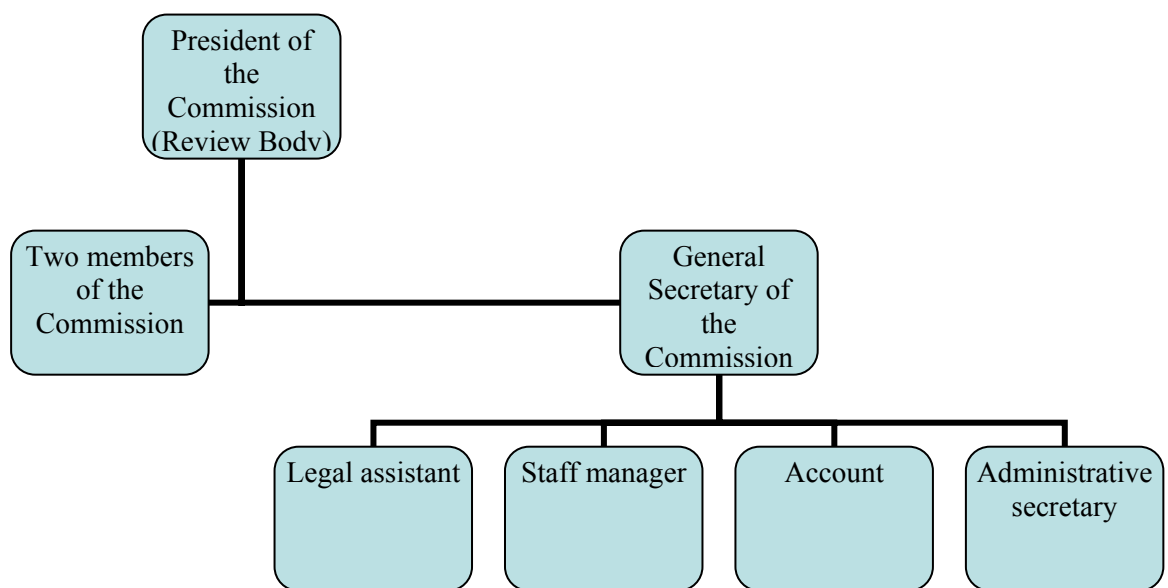 President of
the
Commission
(Review Body)
Two members
of the
Commission
General
Secretary of
the
Commission
Legal assistant
Staff manager
Account
Administrative
secretary